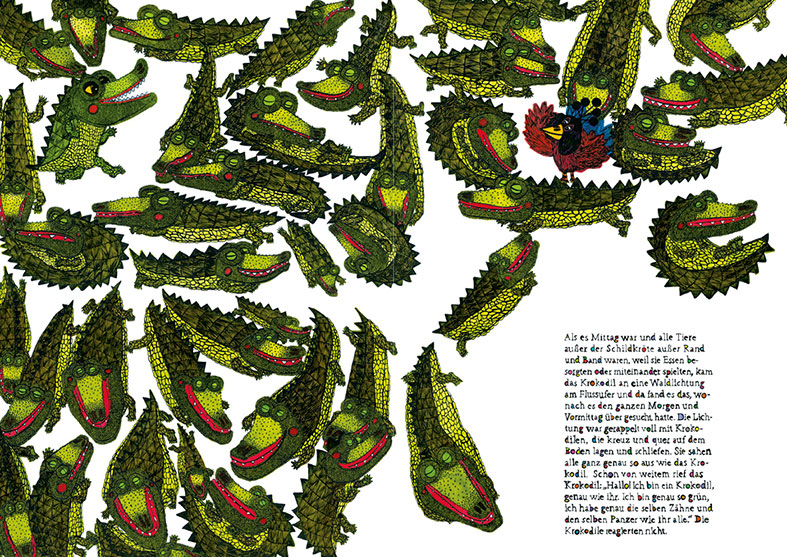 Als es Mittag war und alle Tiere
außer der Schildkröte außer Rand
und Band waren, weil sie Essen be-
sorgten oder miteinander spielten, kam
das Krokodil an eine Waldlichtung
am Flussufer und da fand es das, wo-
nach es den ganzen Morgen und
Vormittag über gesucht hatte. Die Lich-
tung war gerappelt voll mit Kroko-
dilen, die kreuz und quer auf dem
Boden lagen und schliefen. Sie sahen
alle ganz genau so aus wie das Kro-
kodil. Schon von weitem rief das
Krokodil: „Hallo! Ich bin ein Krokodil,
genau wie ihr. Ich bin genau so grün,
ich habe genau die selben Zähne und
den selben Panzer wie ihr alle.“ Die
Krokodile reagierten nicht.